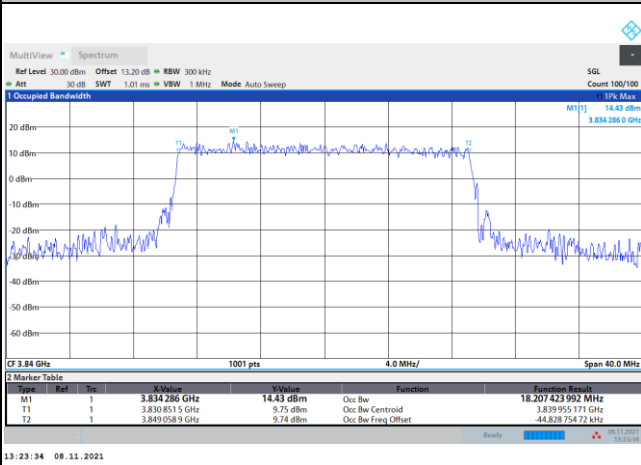 MultiView Spectrum
Ref Level 30.00 dBm Offset 13.20 dB RBW 300 kHz SGL
Att 30 dB SWT 1.01 ms VBW 1 MHz Mode Auto Sweep Count 100/100
1 Occupied Bandwidth 1Pk Max
M1[1] 14.43 dBm
3.834 286 0 GHz
20 dBm
M1
T1 T2
10 dBm
0 dBm
-10 dBm
-20 dBm
-30 dBm
-40 dBm
-50 dBm
-60 dBm
CF 3.84 GHz 1001 pts 4.0 MHz/ Span 40.0 MHz
2 Marker Table
Type Ref Trc X-Value Y-Value Function Function Result
M1 1 3.834 286 GHz 14.43 dBm Occ Bw 18.207 423 992 MHz
T1 1 3.830 851 5 GHz 9.75 dBm Occ Bw Centroid 3.839 955 171 GHz
T2 1 3.849 058 9 GHz 9.74 dBm Occ Bw Freq Offset -44.828 754 72 kHz
Ready 08.11.2021
13:23:34
13:23:34 08.11.2021